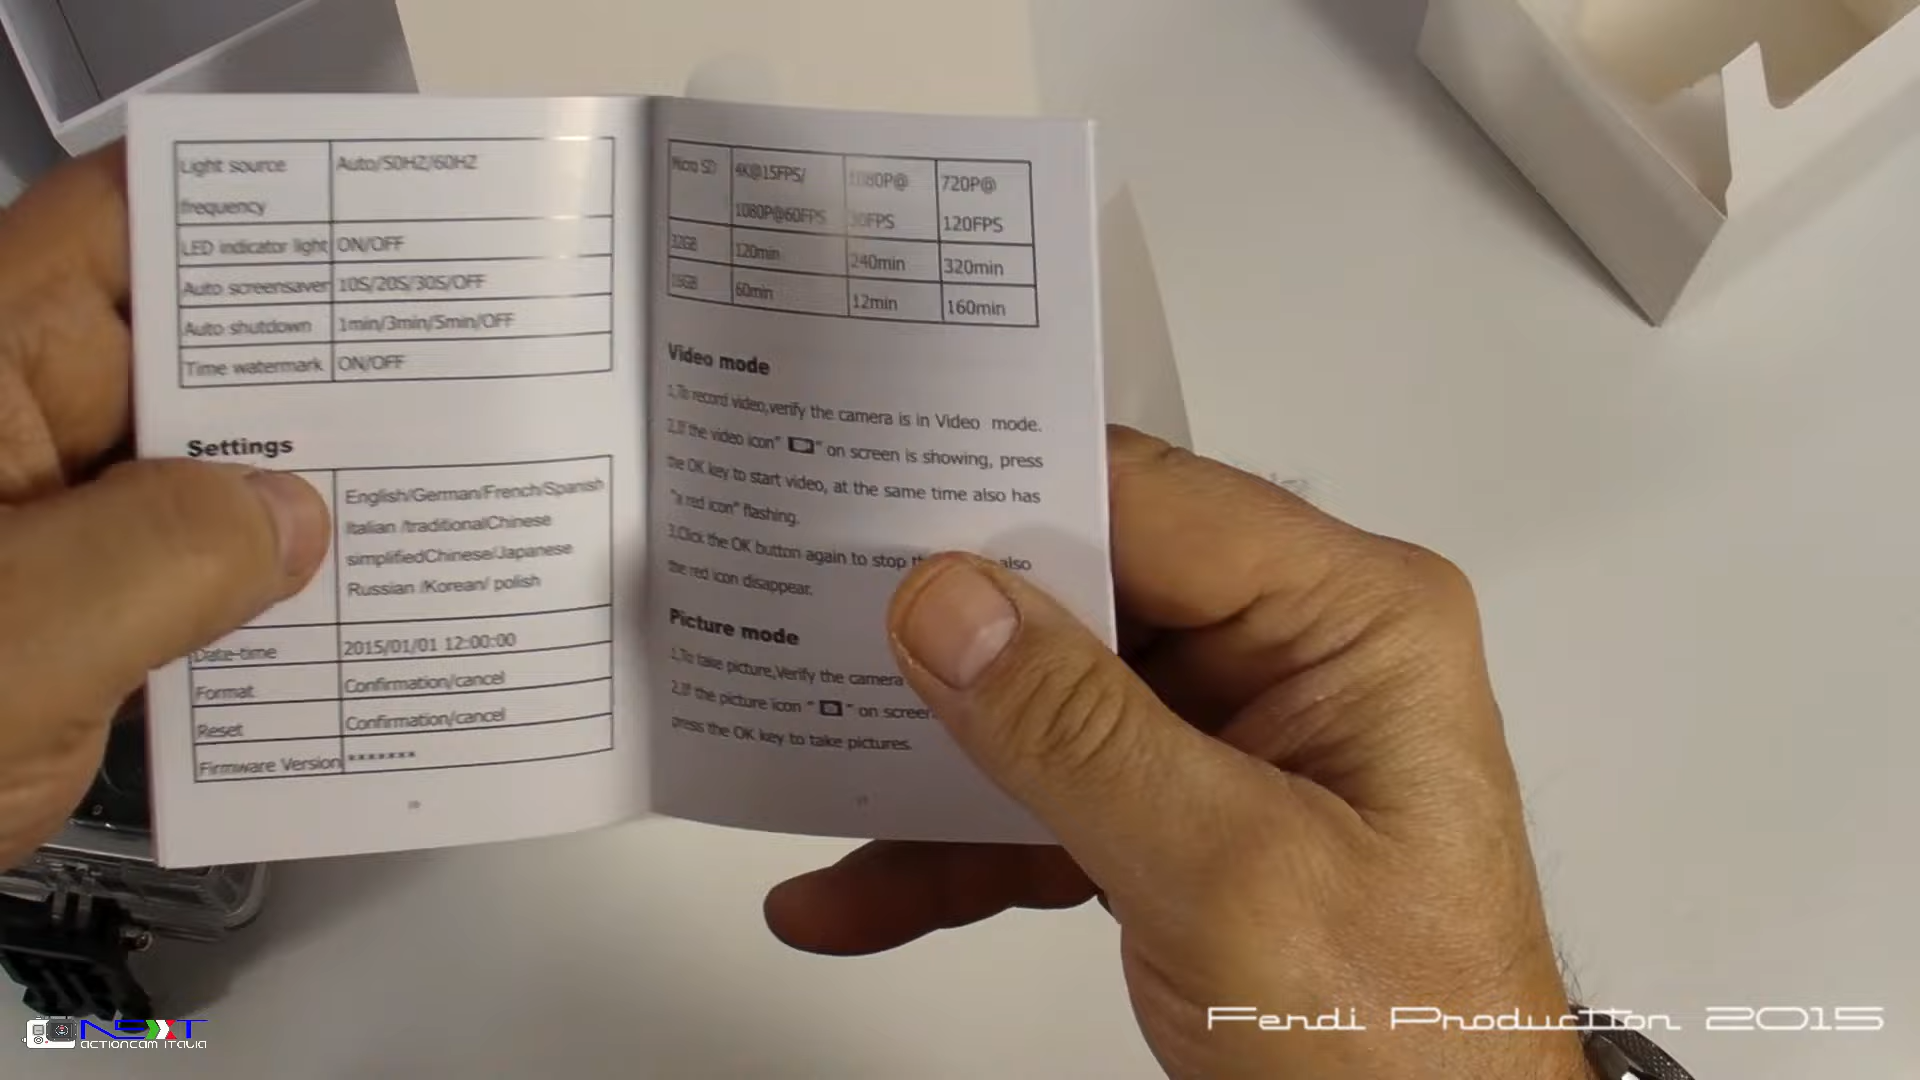 Light source frequency Auto/50HZ/60HZ
LED indicator light ON/OFF
Auto screensaver 10S/20S/30S/OFF
Auto shutdown 1min/3min/5min/OFF
Time watermark ON/OFF
Settings
English/German/French/Spanish
Italian /traditionalChinese
simplifiedChinese/Japanese
Russian /Korean/ polish
Date-time 2015/01/01 12:00:00
Format Confirmation/cancel
Reset Confirmation/cancel
Firmware Version *******
Micro SD 4K@15FPS/ 1080P@ 720P@
1080P@60FPS 30FPS 120FPS
32GB 120min 240min 320min
16GB 60min 12min 160min
Video mode
1,To record video,verify the camera is in Video mode.
2,If the video icon" " on screen is showing, press
the OK key to start video, at the same time also has
"a red icon" flashing.
3,Click the OK button again to stop also
the red icon disappear.
Picture mode
1,To take picture,Verify the camera
2,If the picture icon " " on screen
press the OK key to take pictures.
NEXT
actioncam italia
Fendi Production 2015